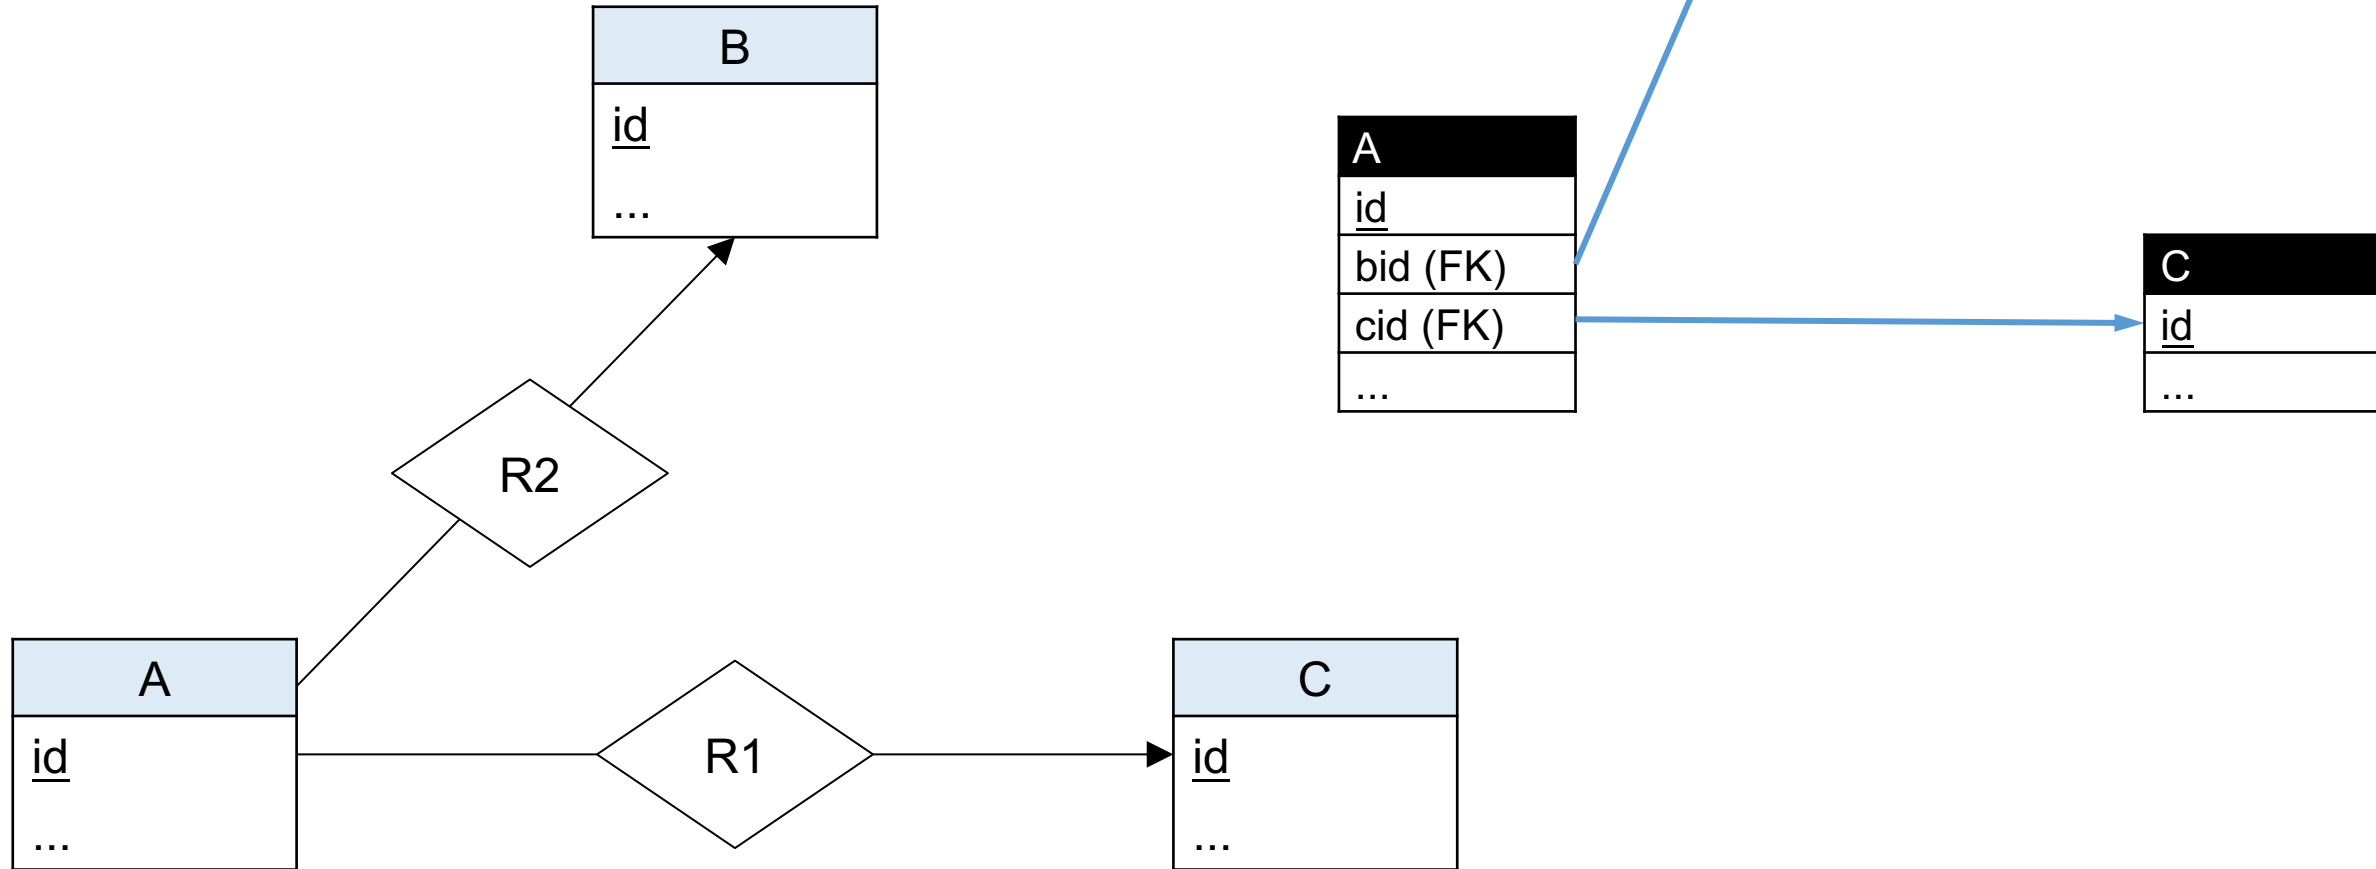 B
id
...
R2
A
id
...
R1
C
id
...
A
id
bid (FK)
cid (FK)
...
C
id
...